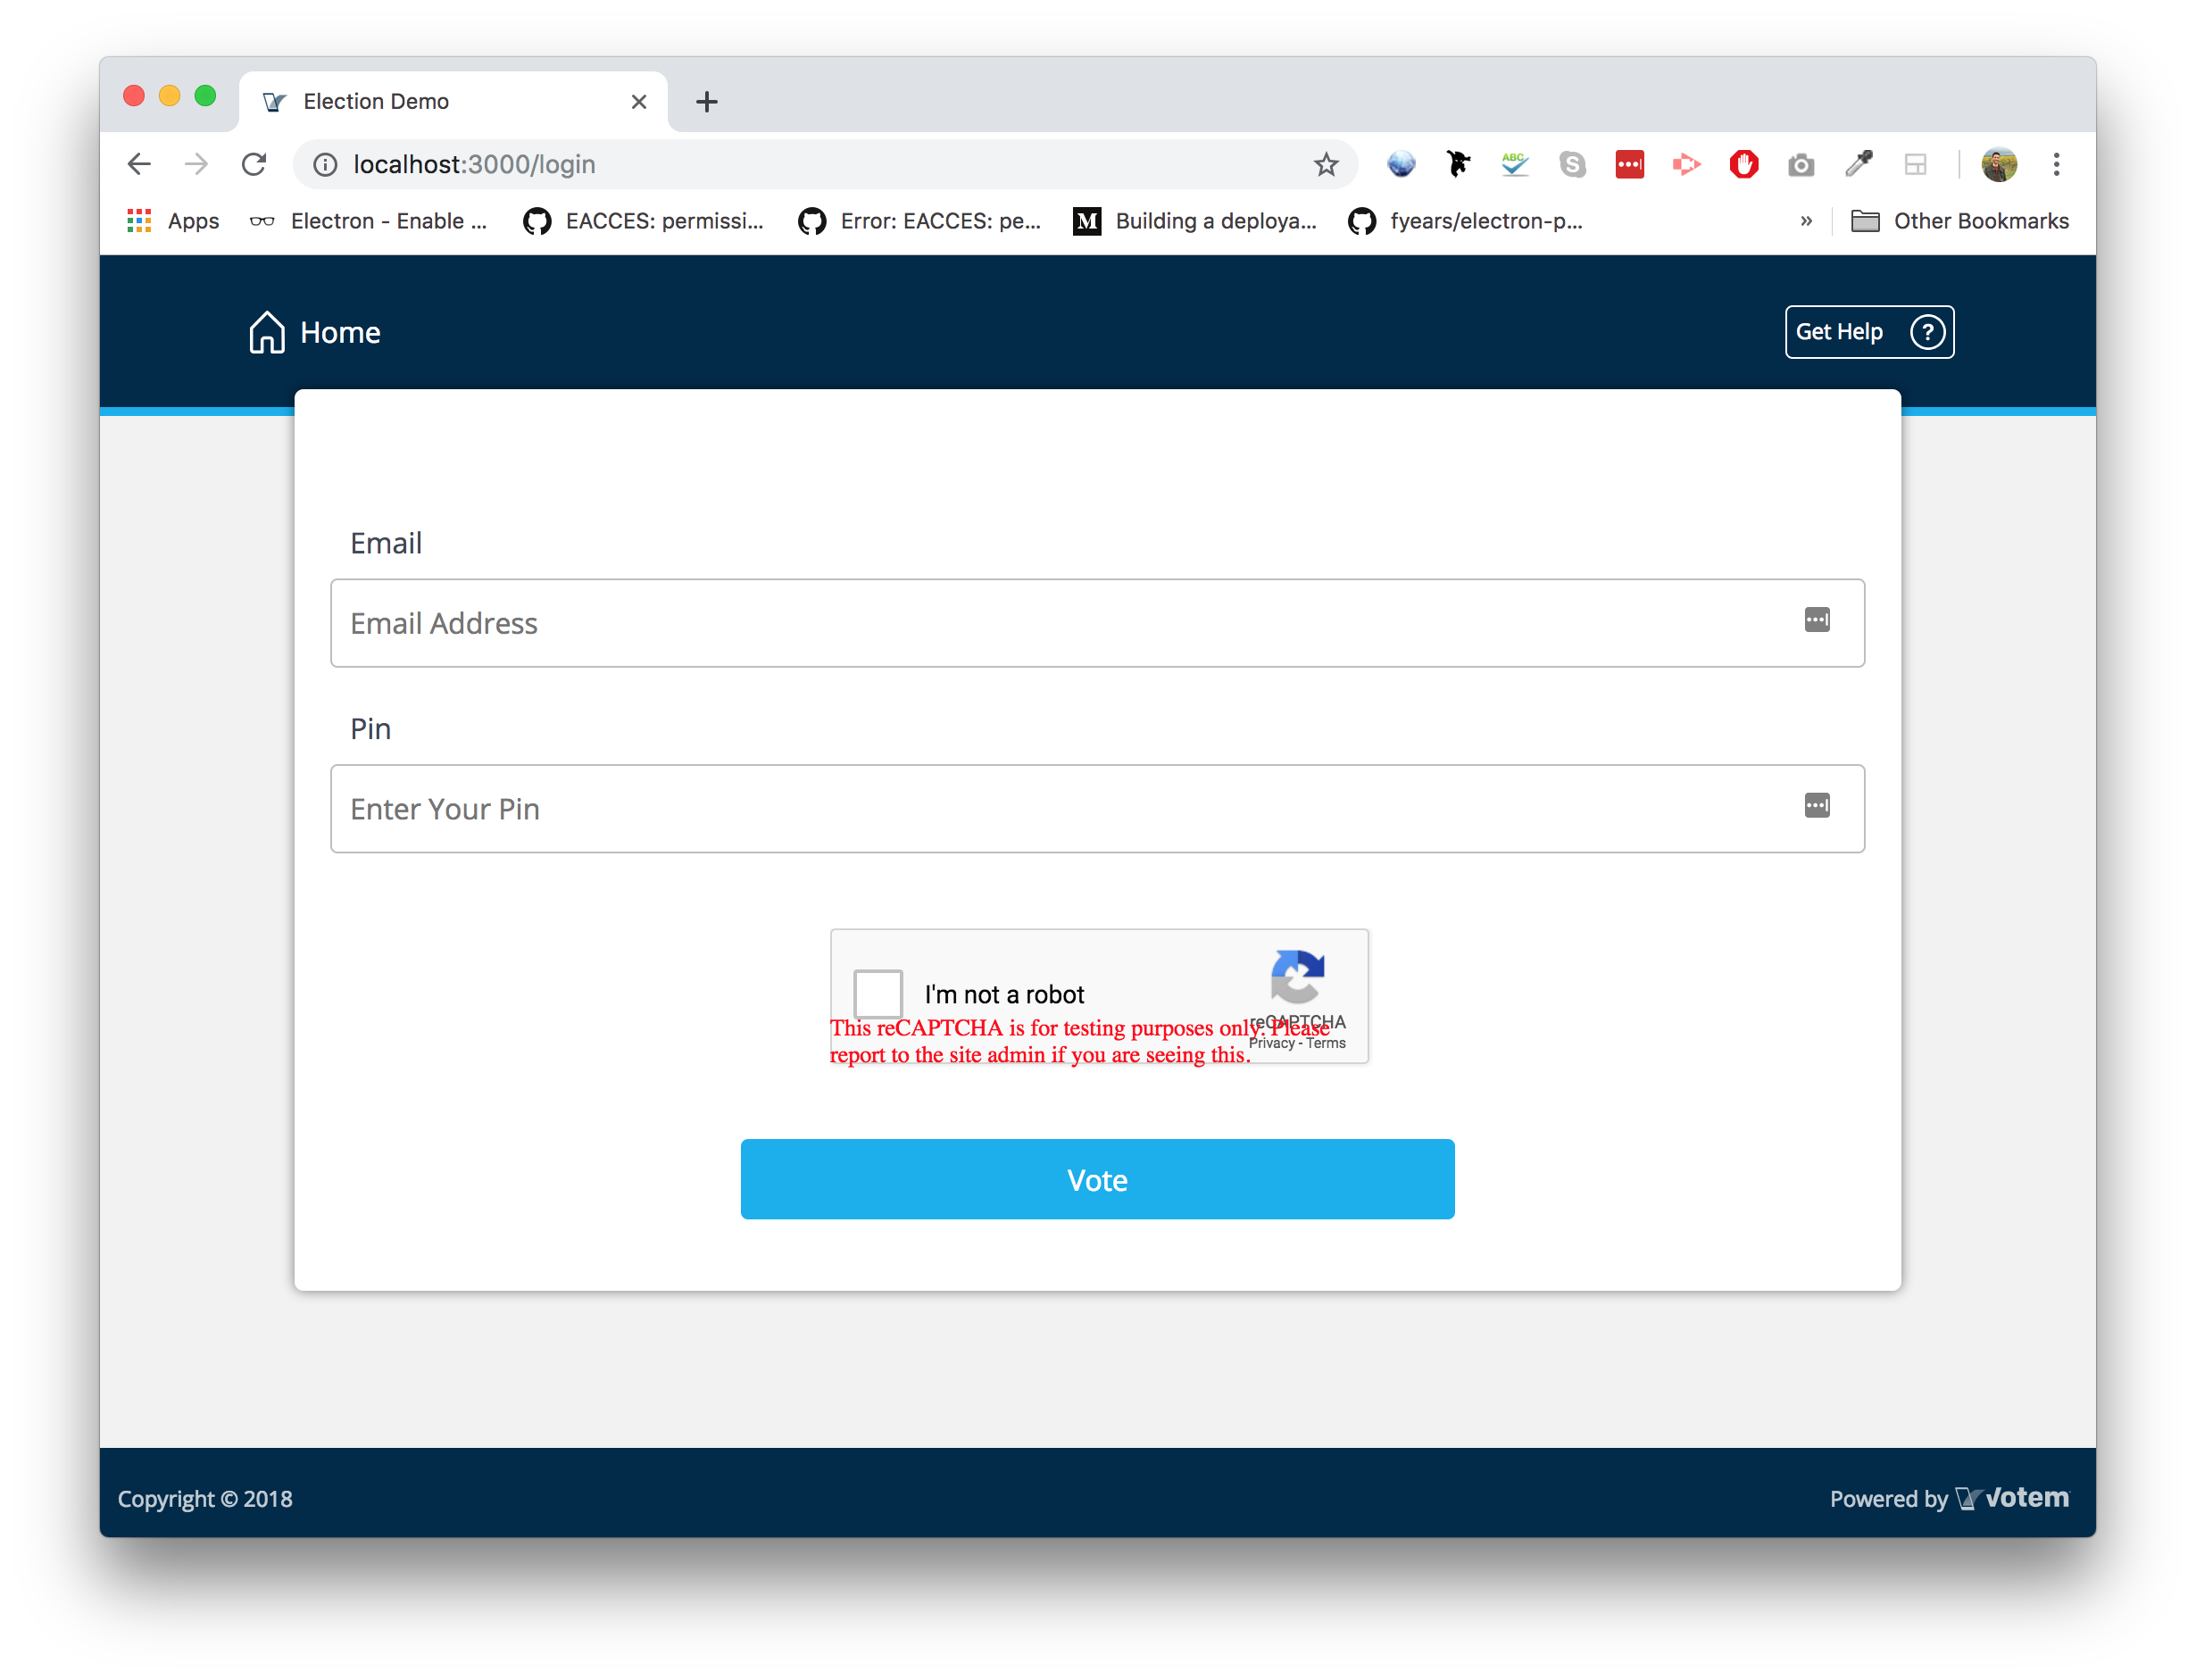 Election Demo
localhost:3000/login
ABC
S
Apps
Electron - Enable ...
EACCES: permissi...
Error: EACCES: pe...
M
Building a deploya...
fyears/electron-p...
»
Other Bookmarks
Home
Get Help ?
Email
Email Address
Pin
Enter Your Pin
I'm not a robot
reCAPTCHA
This reCAPTCHA is for testing purposes only. Please
report to the site admin if you are seeing this.
Privacy - Terms
Vote
Copyright © 2018
Powered by Votem